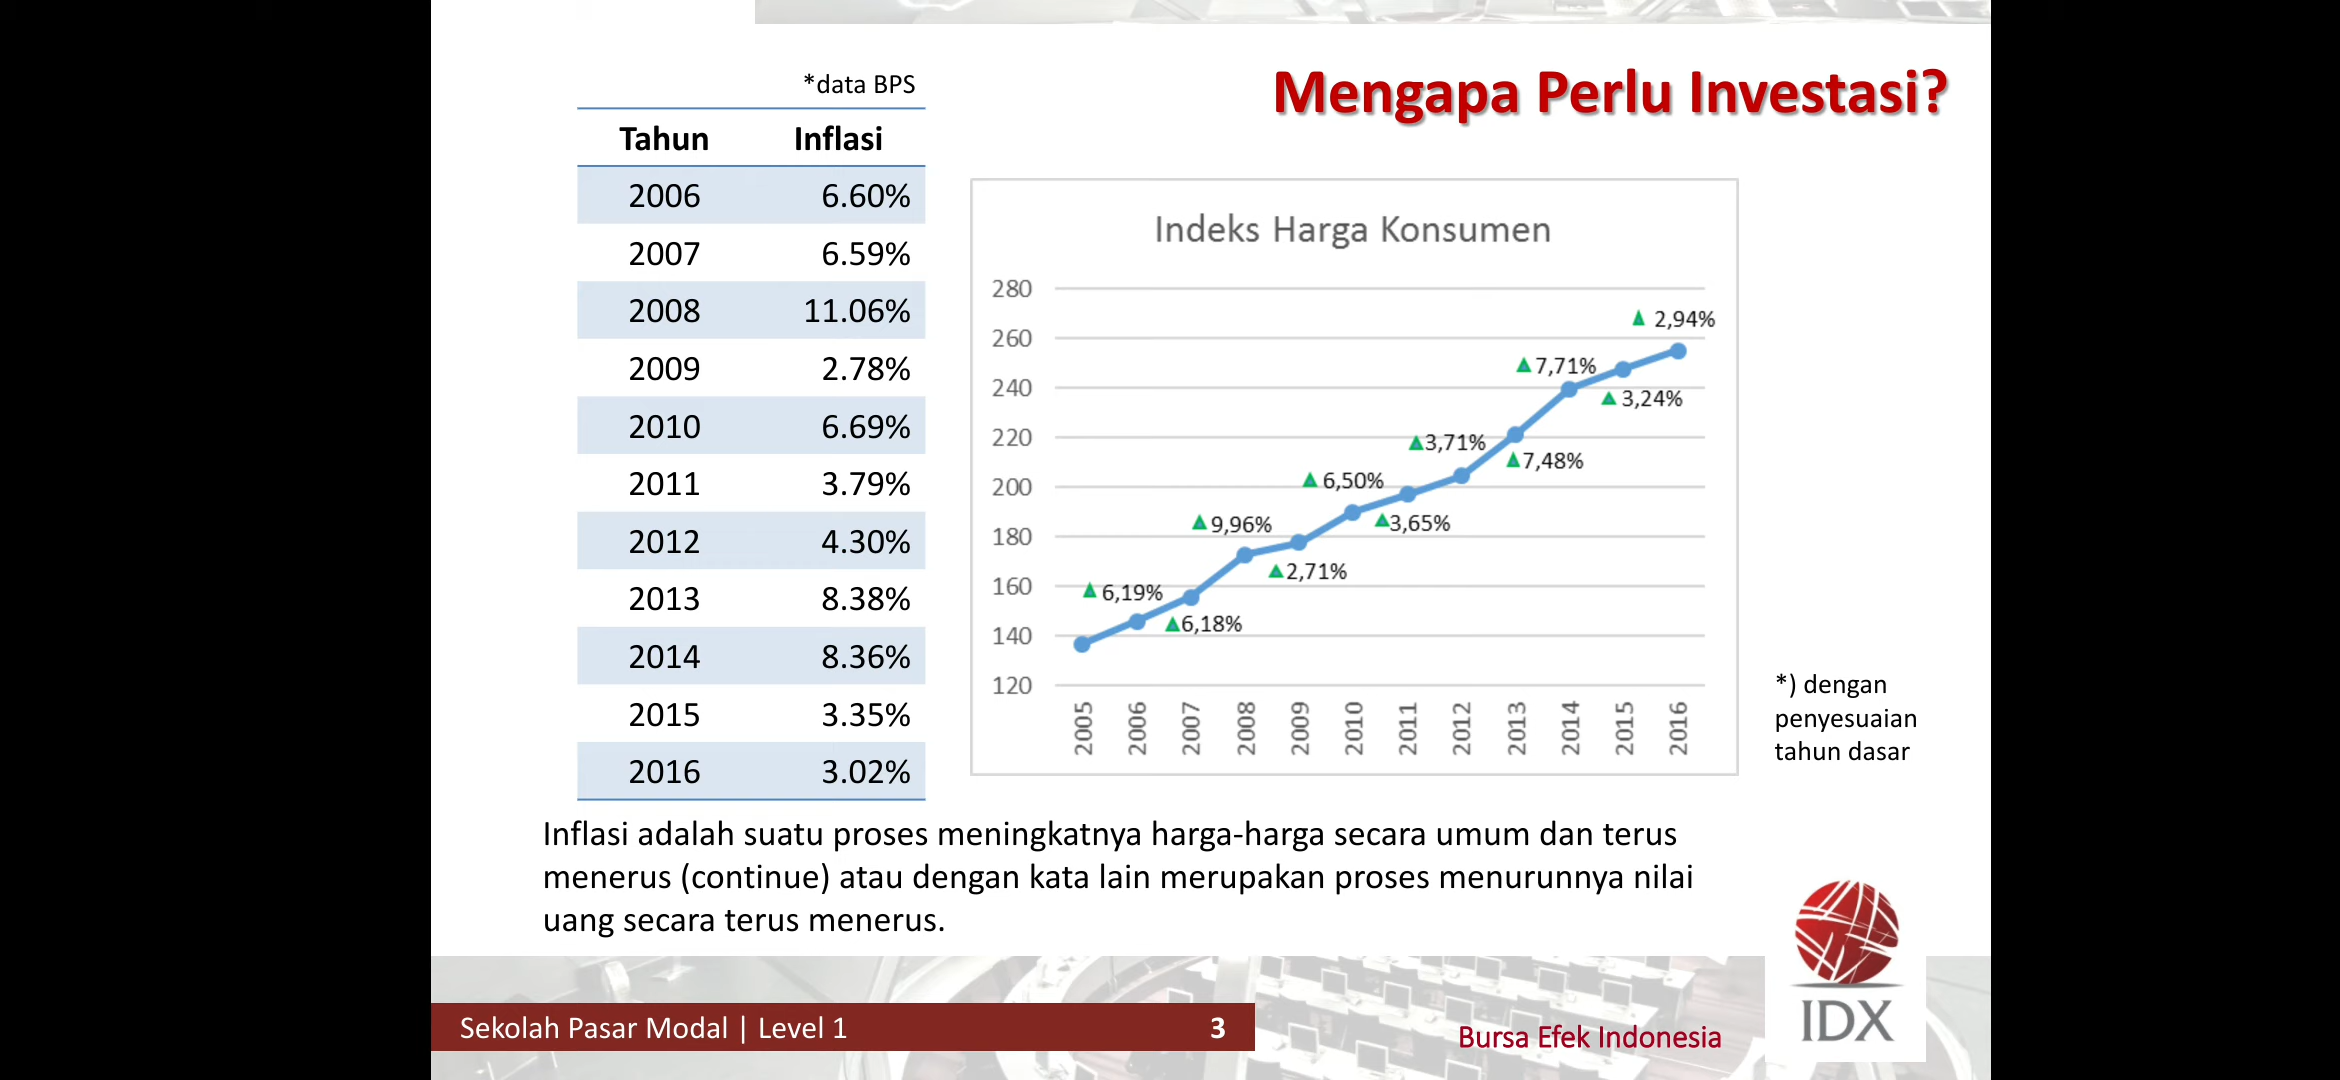 *data BPS
Mengapa Perlu Investasi?
Tahun Inflasi
2006 6.60%
2007 6.59%
2008 11.06%
2009 2.78%
2010 6.69%
2011 3.79%
2012 4.30%
2013 8.38%
2014 8.36%
2015 3.35%
2016 3.02%
Indeks Harga Konsumen
280
260
240
220
200
180
160
140
120
▲ 6,19%
▲6,18%
▲9,96%
▲2,71%
▲ 6,50%
▲3,65%
▲3,71%
▲7,48%
▲7,71%
▲ 3,24%
▲ 2,94%
2005 2006 2007 2008 2009 2010 2011 2012 2013 2014 2015 2016
*) dengan
penyesuaian
tahun dasar
Inflasi adalah suatu proses meningkatnya harga-harga secara umum dan terus
menerus (continue) atau dengan kata lain merupakan proses menurunnya nilai
uang secara terus menerus.
Sekolah Pasar Modal | Level 1 3
Bursa Efek Indonesia
IDX